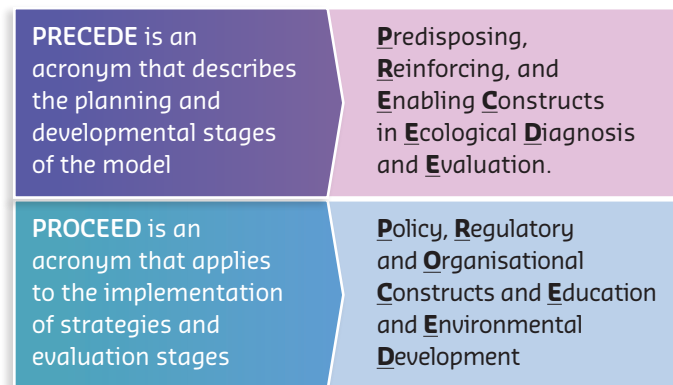 PRECEDE is an
acronym that describes
the planning and
developmental stages
of the model
Predisposing,
Reinforcing, and
Enabling Constructs
in Ecological Diagnosis
and Evaluation.
PROCEED is an
acronym that applies
to the implementation
of strategies and
evaluation stages
Policy, Regulatory
and Organisational
Constructs and Education
and Environmental
Development